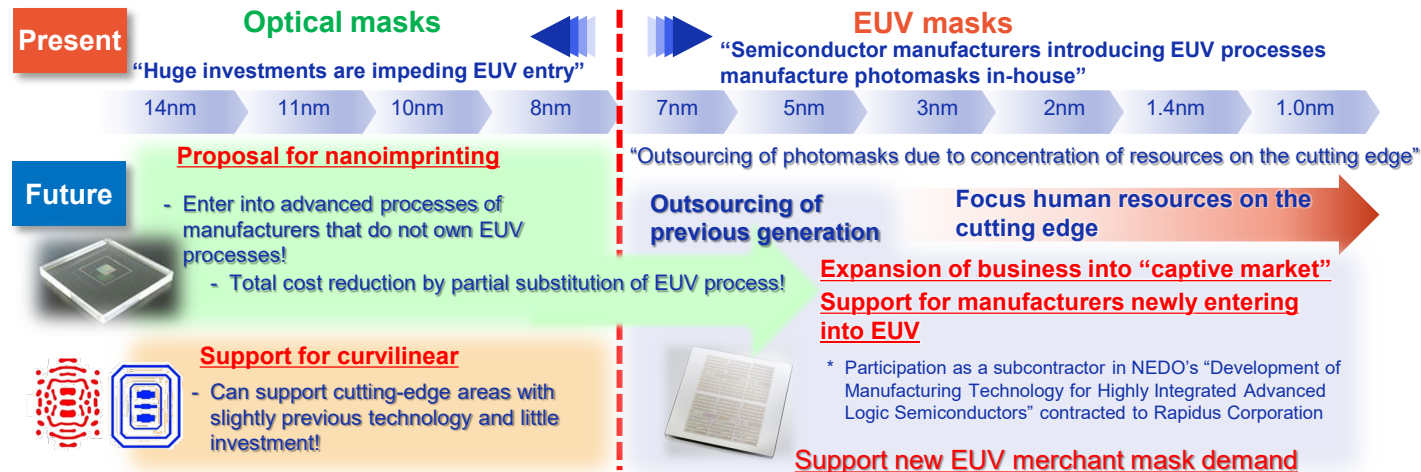 Present
Optical masks
EUV masks
“Huge investments are impeding EUV entry”
“Semiconductor manufacturers introducing EUV processes
manufacture photomasks in-house”
14nm
11nm
10nm
8nm
7nm
5nm
3nm
2nm
1.4nm
1.0nm
Future
Proposal for nanoimprinting
- Enter into advanced processes of
manufacturers that do not own EUV
processes!
- Total cost reduction by partial substitution of EUV process!
Support for curvilinear
- Can support cutting-edge areas with
slightly previous technology and little
investment!
“Outsourcing of photomasks due to concentration of resources on the cutting edge”
Outsourcing of
previous generation
Focus human resources on the
cutting edge
Expansion of business into “captive market”
Support for manufacturers newly entering
into EUV
* Participation as a subcontractor in NEDO’s “Development of
Manufacturing Technology for Highly Integrated Advanced
Logic Semiconductors” contracted to Rapidus Corporation
Support new EUV merchant mask demand